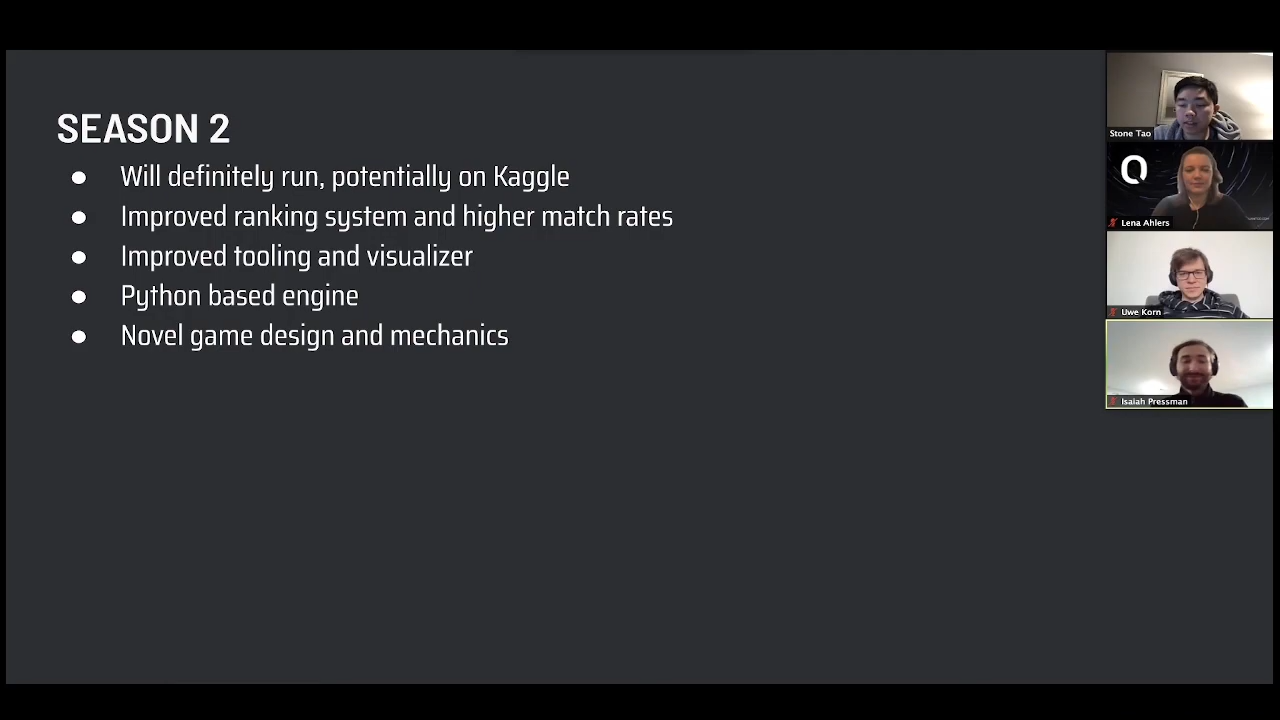 SEASON 2
● Will definitely run, potentially on Kaggle
● Improved ranking system and higher match rates
● Improved tooling and visualizer
● Python based engine
● Novel game design and mechanics
Stone Tao
Lena Ahlers
Uwe Korn
Isaiah Pressman